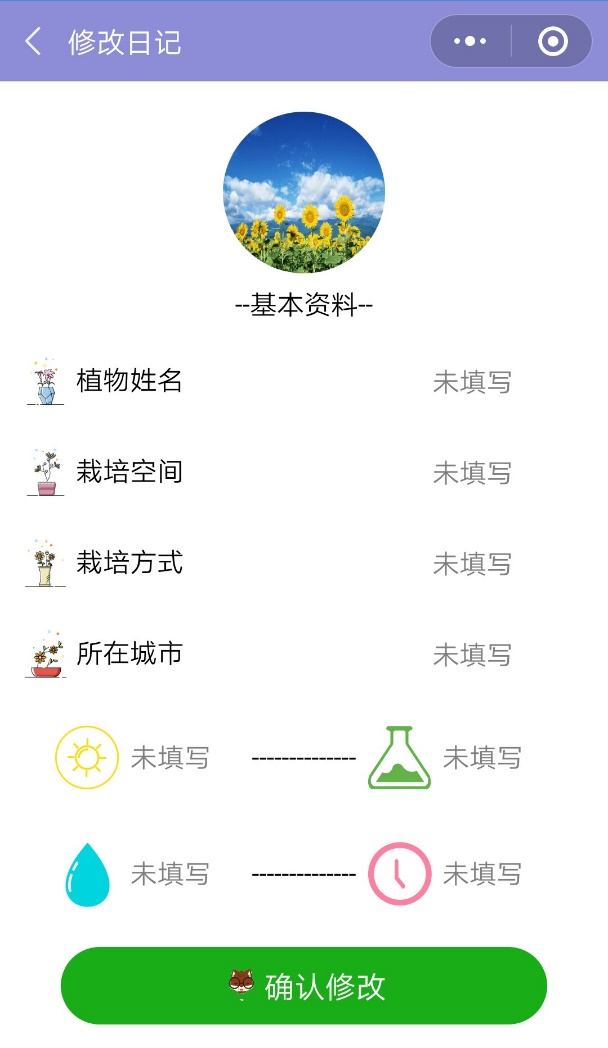 修改日记
--基本资料--
植物姓名 未填写
栽培空间 未填写
栽培方式 未填写
所在城市 未填写
未填写 -------------- 未填写
未填写 -------------- 未填写
确认修改